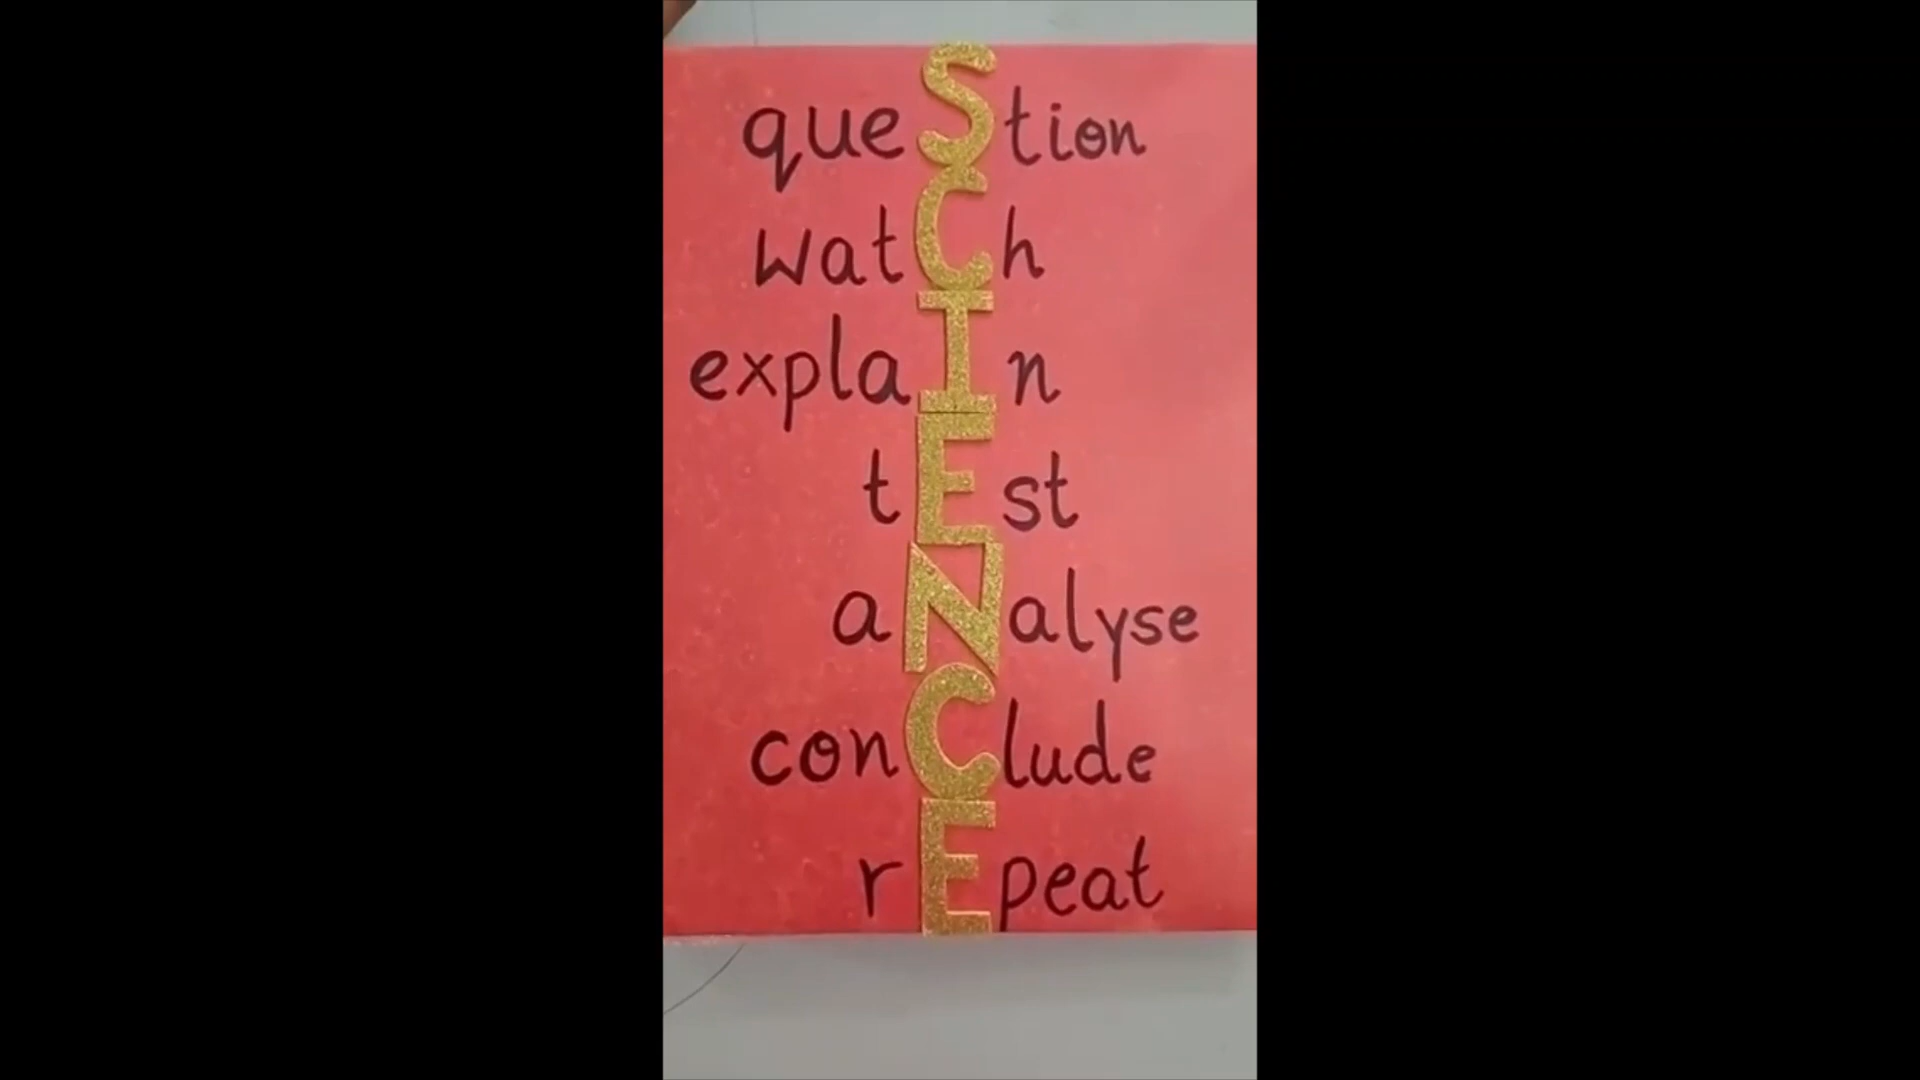 queStion
watCh
explaIn
tEst
aNalyse
conClude
rEpeat